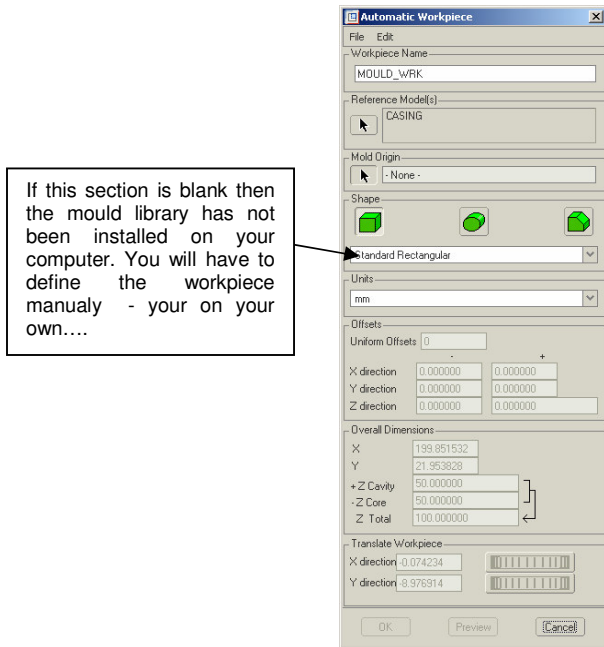 Automatic Workpiece
File Edit
Workpiece Name
MOULD_WRK
Reference Model(s)
CASING
Mold Origin
- None -
If this section is blank then
the mould library has not
been installed on your
computer. You will have to
define the workpiece
manualy - your on your
own....
Shape
Standard Rectangular
Units
mm
Offsets
Uniform Offsets 0
- +
X direction 0.000000 0.000000
Y direction 0.000000 0.000000
Z direction 0.000000 0.000000
Overall Dimensions
X 199.851532
Y 21.953828
+Z Cavity 50.000000
-Z Core 50.000000
Z Total 100.000000
Translate Workpiece
X direction -0.074234
Y direction -8.976914
OK Preview Cancel